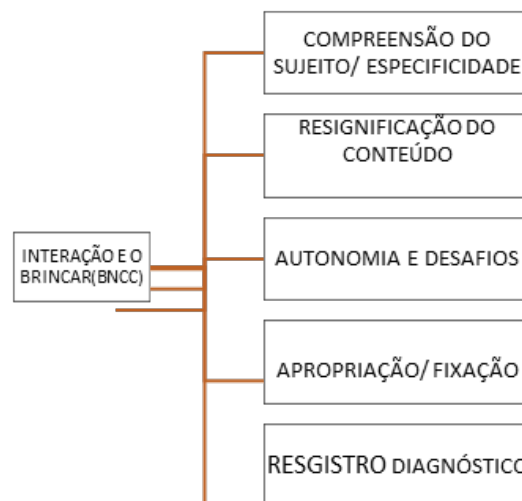 COMPREENSÃO DO
SUJEITO/ ESPECIFICIDADE
RESIGNIFICAÇÃO DO
CONTEÚDO
INTERAÇÃO E O
BRINCAR(BNCC)
AUTONOMIA E DESAFIOS
APROPRIAÇÃO/ FIXAÇÃO
RESGISTRO DIAGNÓSTICO